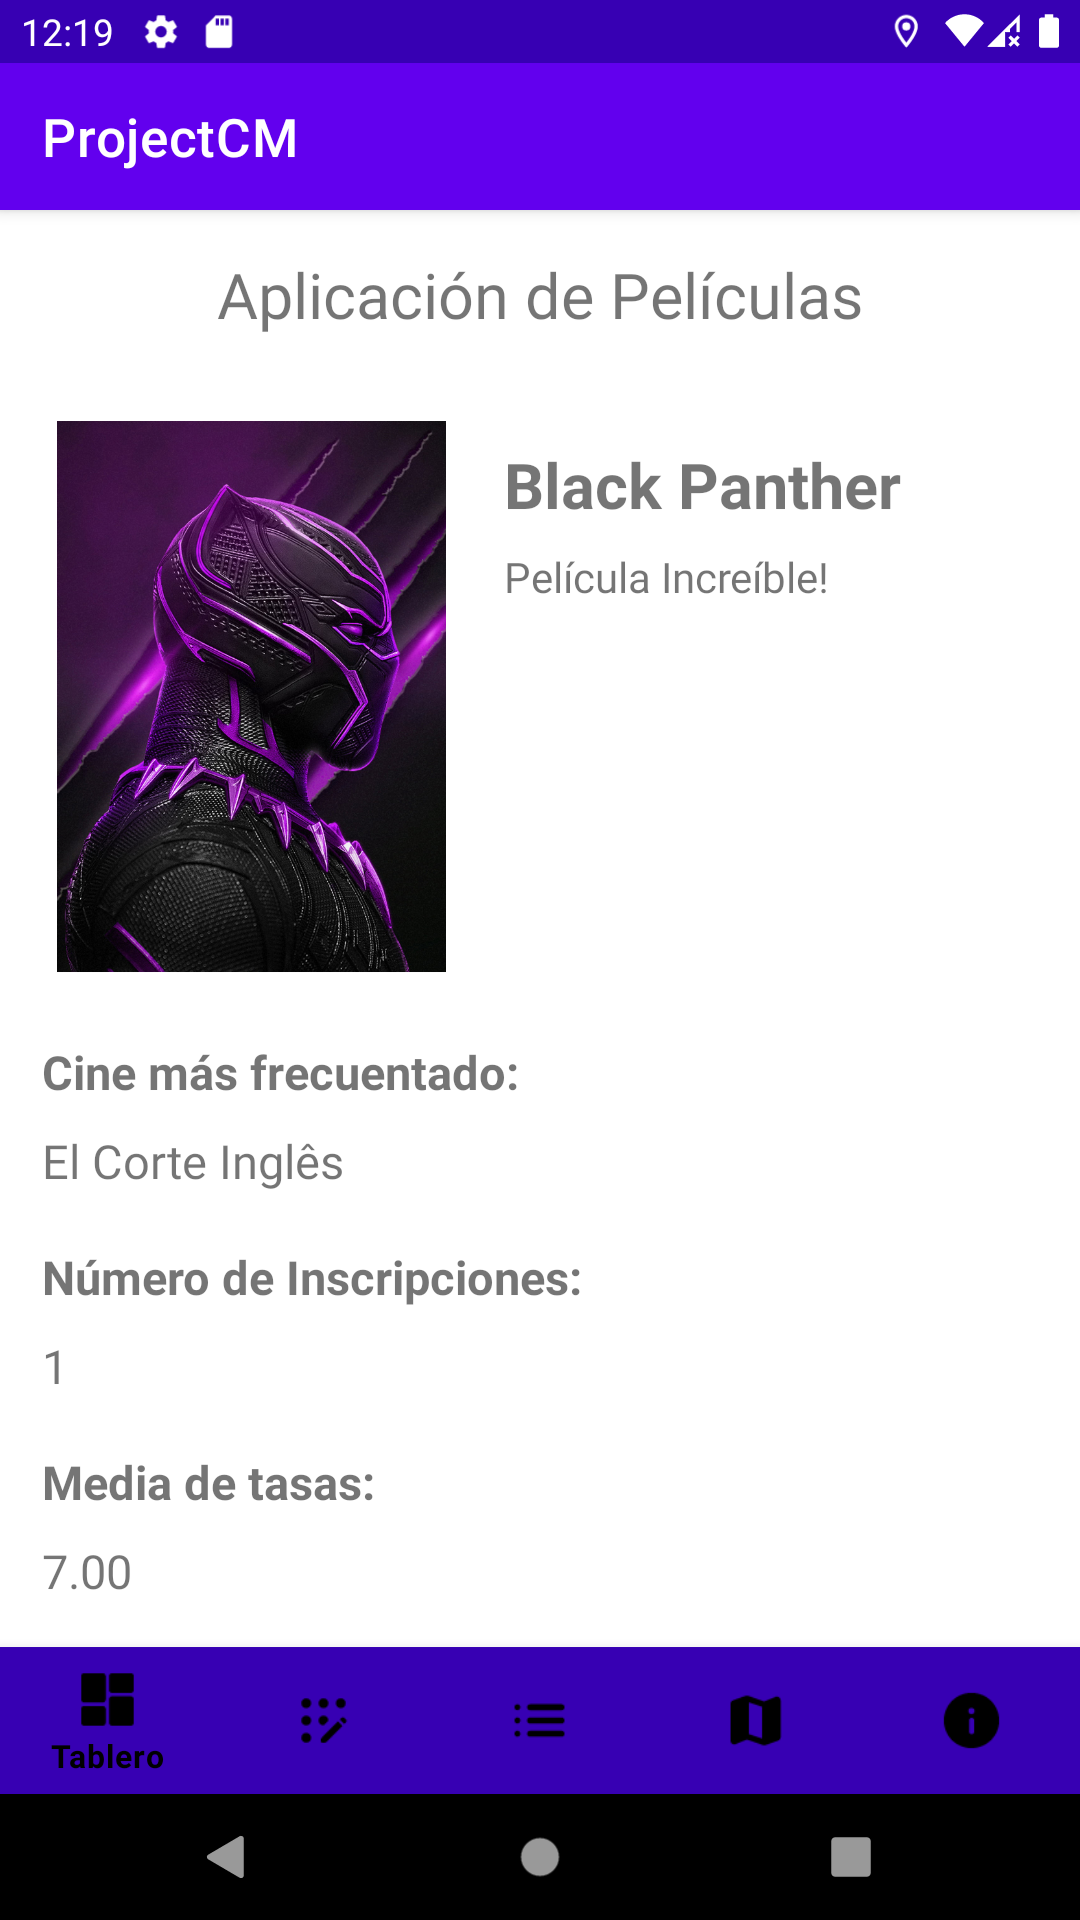 12:19
ProjectCM
Aplicación de Películas
Black Panther
Película Increíble!
Cine más frecuentado:
El Corte Inglês
Número de Inscripciones:
1
Media de tasas:
7.00
Tablero